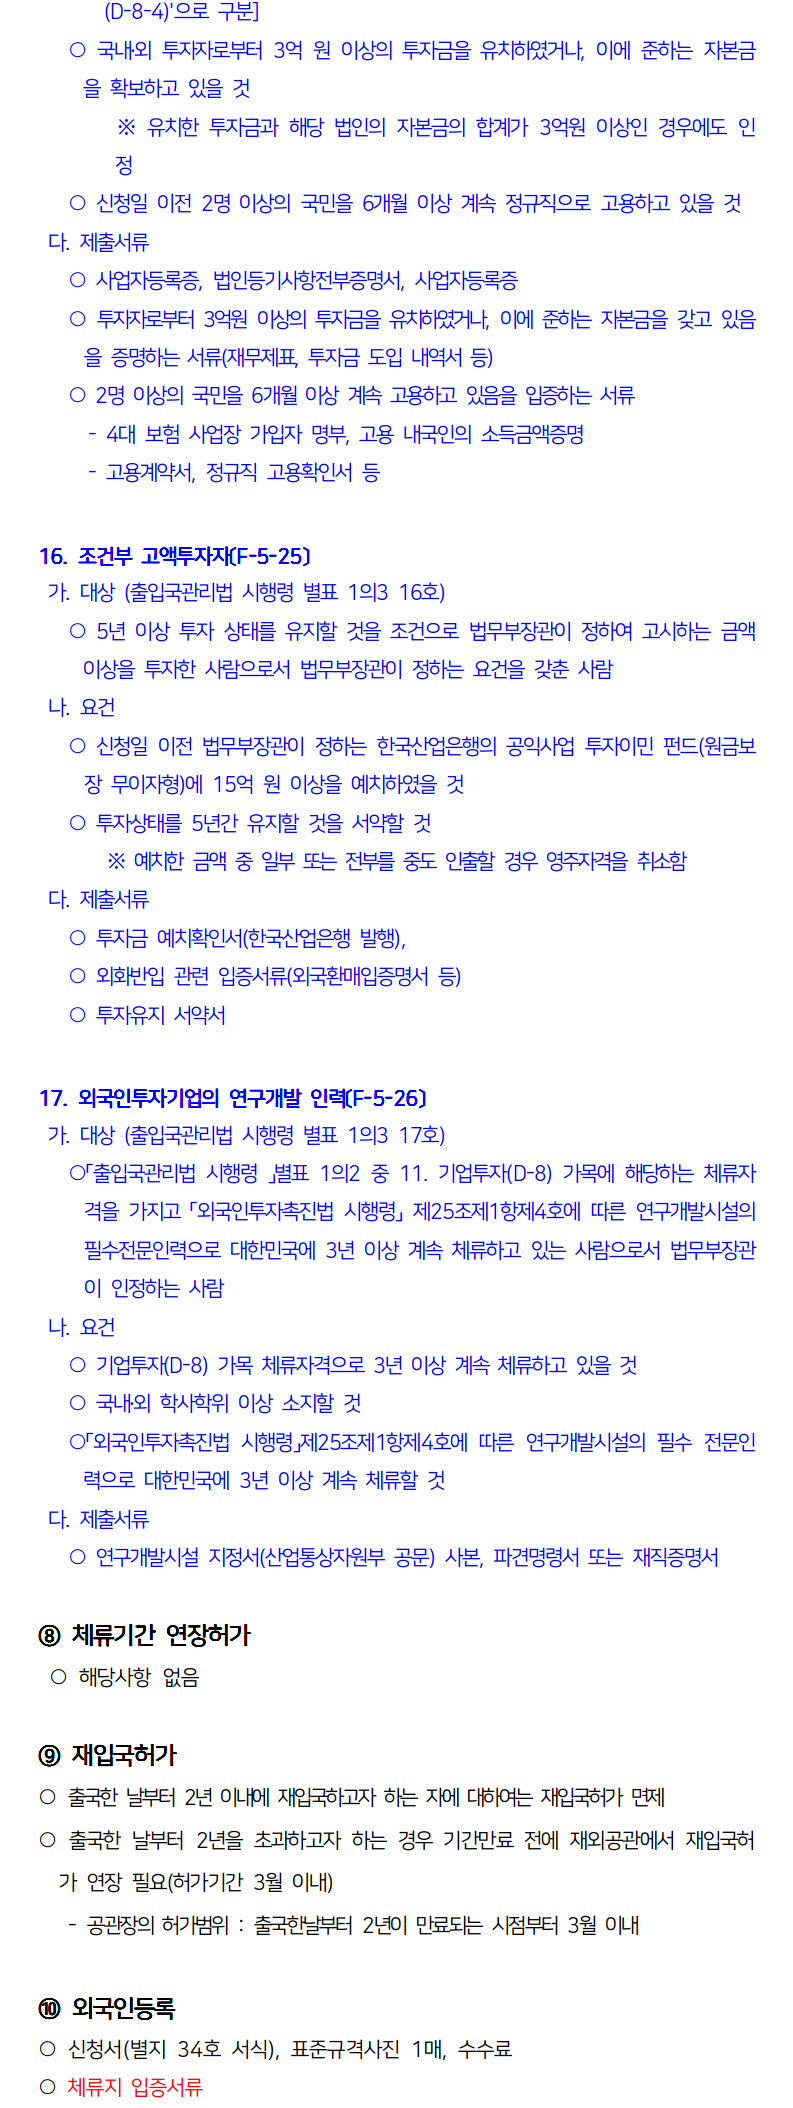 (D-8-4)'으로 구분]
○ 국내외 투자자로부터 3억 원 이상의 투자금을 유치하였거나, 이에 준하는 자본금
을 확보하고 있을 것
※ 유치한 투자금과 해당 법인의 자본금의 합계가 3억원 이상인 경우에도 인
정
○ 신청일 이전 2명 이상의 국민을 6개월 이상 계속 정규직으로 고용하고 있을 것
다. 제출서류
○ 사업자등록증, 법인등기사항전부증명서, 사업자등록증
○ 투자자로부터 3억원 이상의 투자금을 유치하였거나, 이에 준하는 자본금을 갖고 있음
을 증명하는 서류(재무제표, 투자금 도입 내역서 등)
○ 2명 이상의 국민을 6개월 이상 계속 고용하고 있음을 입증하는 서류
- 4대 보험 사업장 가입자 명부, 고용 내국인의 소득금액증명
- 고용계약서, 정규직 고용확인서 등
16. 조건부 고액투자자〔F-5-25〕
가. 대상 (출입국관리법 시행령 별표 1의3 16호)
○ 5년 이상 투자 상태를 유지할 것을 조건으로 법무부장관이 정하여 고시하는 금액
이상을 투자한 사람으로서 법무부장관이 정하는 요건을 갖춘 사람
나. 요건
○ 신청일 이전 법무부장관이 정하는 한국산업은행의 공익사업 투자이민 펀드(원금보
장 무이자형)에 15억 원 이상을 예치하였을 것
○ 투자상태를 5년간 유지할 것을 서약할 것
※ 예치한 금액 중 일부 또는 전부를 중도 인출할 경우 영주자격을 취소함
다. 제출서류
○ 투자금 예치확인서(한국산업은행 발행),
○ 외화반입 관련 입증서류(외국환매입증명서 등)
○ 투자유지 서약서
17. 외국인투자기업의 연구개발 인력〔F-5-26〕
가. 대상 (출입국관리법 시행령 별표 1의3 17호)
○「출입국관리법 시행령 」별표 1의2 중 11. 기업투자(D-8) 가목에 해당하는 체류자
격을 가지고 「외국인투자촉진법 시행령」 제25조제1항제4호에 따른 연구개발시설의
필수전문인력으로 대한민국에 3년 이상 계속 체류하고 있는 사람으로서 법무부장관
이 인정하는 사람
나. 요건
○ 기업투자(D-8) 가목 체류자격으로 3년 이상 계속 체류하고 있을 것
○ 국내외 학사학위 이상 소지할 것
○「외국인투자촉진법 시행령」제25조제1항제4호에 따른 연구개발시설의 필수 전문인
력으로 대한민국에 3년 이상 계속 체류할 것
다. 제출서류
○ 연구개발시설 지정서(산업통상자원부 공문) 사본, 파견명령서 또는 재직증명서
⑧ 체류기간 연장허가
○ 해당사항 없음
⑨ 재입국허가
○ 출국한 날부터 2년 이내에 재입국하고자 하는 자에 대하여는 재입국허가 면제
○ 출국한 날부터 2년을 초과하고자 하는 경우 기간만료 전에 재외공관에서 재입국허
가 연장 필요(허가기간 3월 이내)
- 공관장의 허가범위 : 출국한날부터 2년이 만료되는 시점부터 3월 이내
⑩ 외국인등록
○ 신청서(별지 34호 서식), 표준규격사진 1매, 수수료
○ 체류지 입증서류